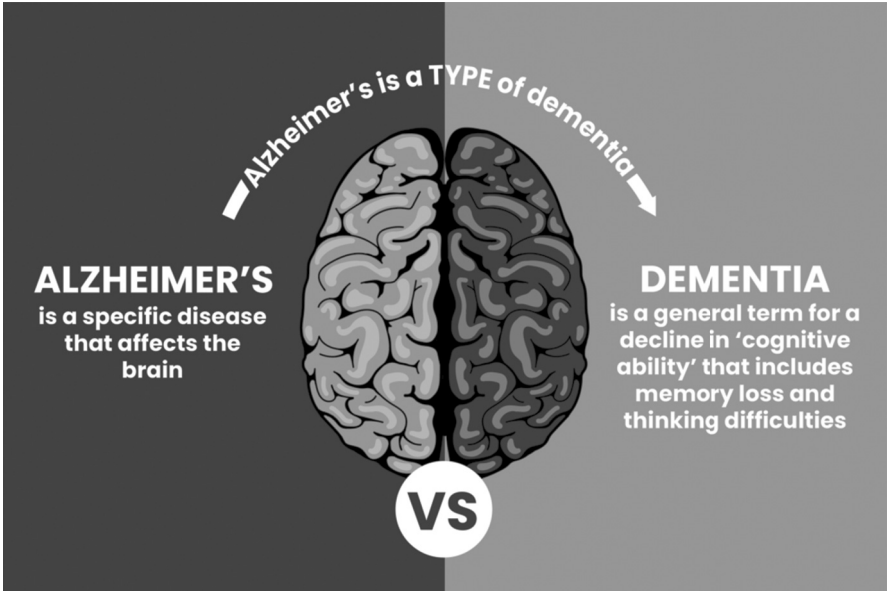 Alzheimer's is a TYPE of dementia
ALZHEIMER'S
is a specific disease
that affects the
brain
DEMENTIA
is a general term for a
decline in ‘cognitive
ability’ that includes
memory loss and
thinking difficulties
VS